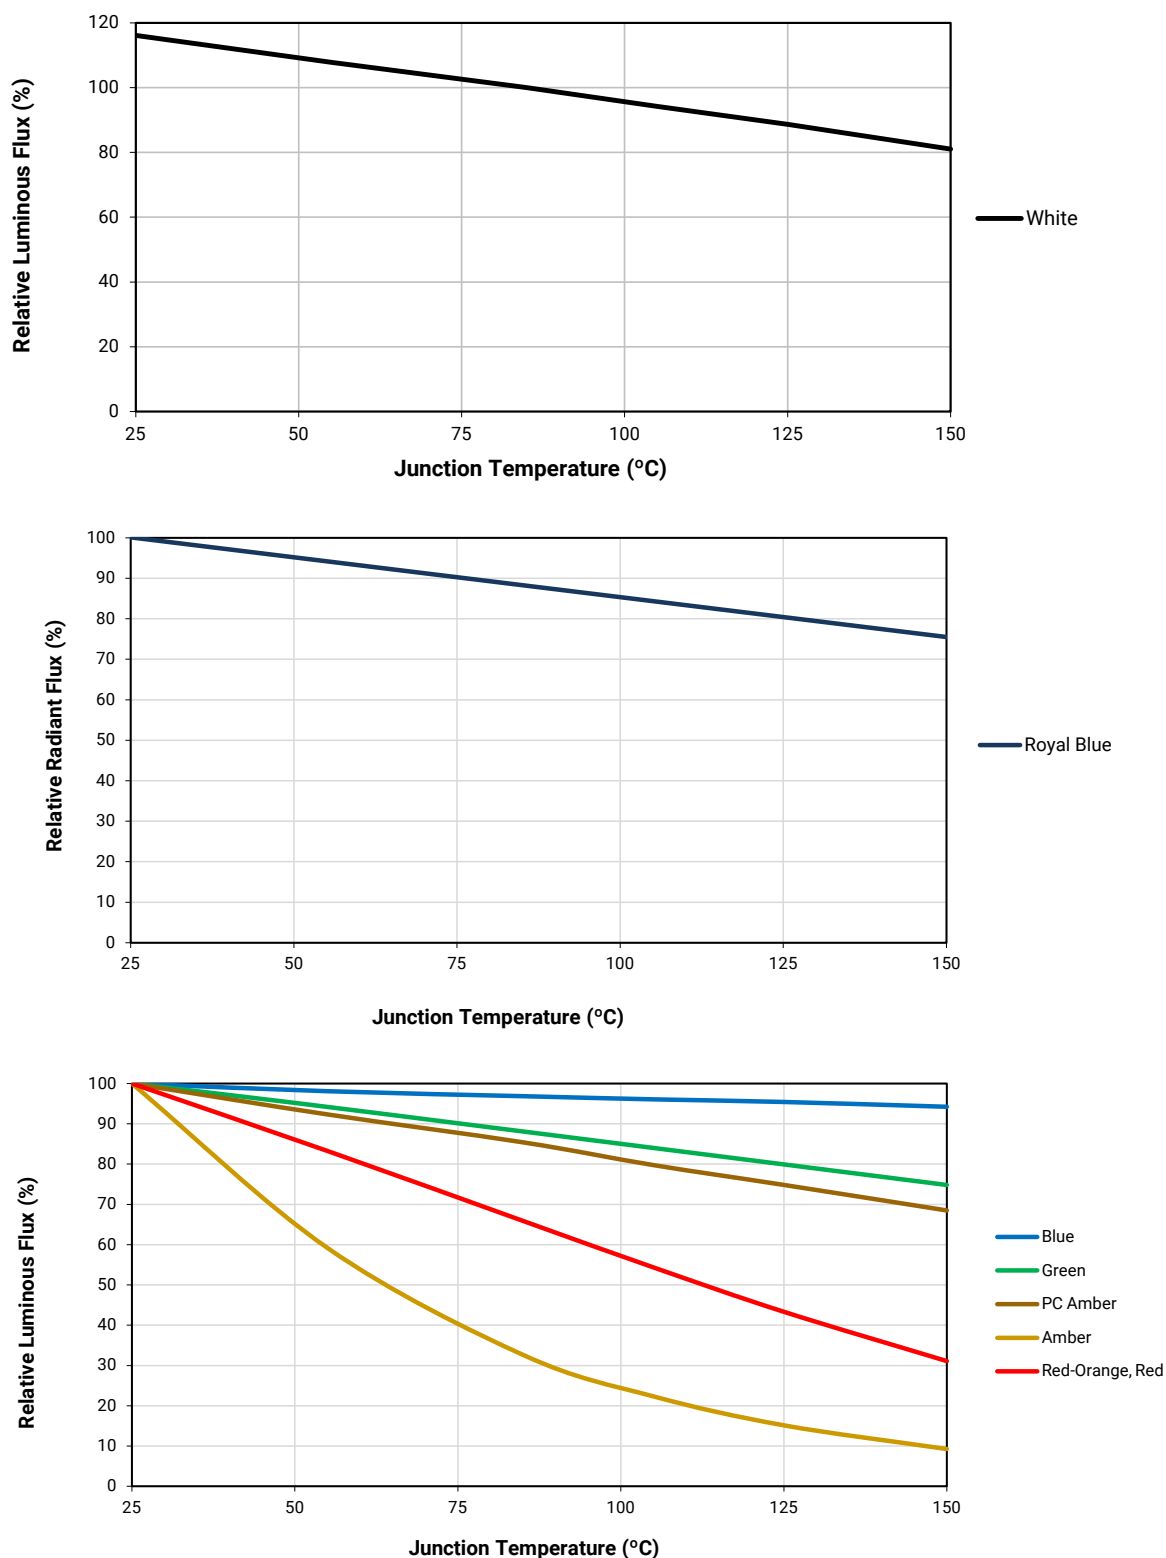 Relative Luminous Flux (%)
120
100
80
60
40
20
0
25 50 75 100 125 150
Junction Temperature (ºC)
White
Relative Radiant Flux (%)
100
90
80
70
60
50
40
30
20
10
0
25 50 75 100 125 150
Junction Temperature (ºC)
Royal Blue
Relative Luminous Flux (%)
100
90
80
70
60
50
40
30
20
10
0
25 50 75 100 125 150
Junction Temperature (ºC)
Blue
Green
PC Amber
Amber
Red-Orange, Red